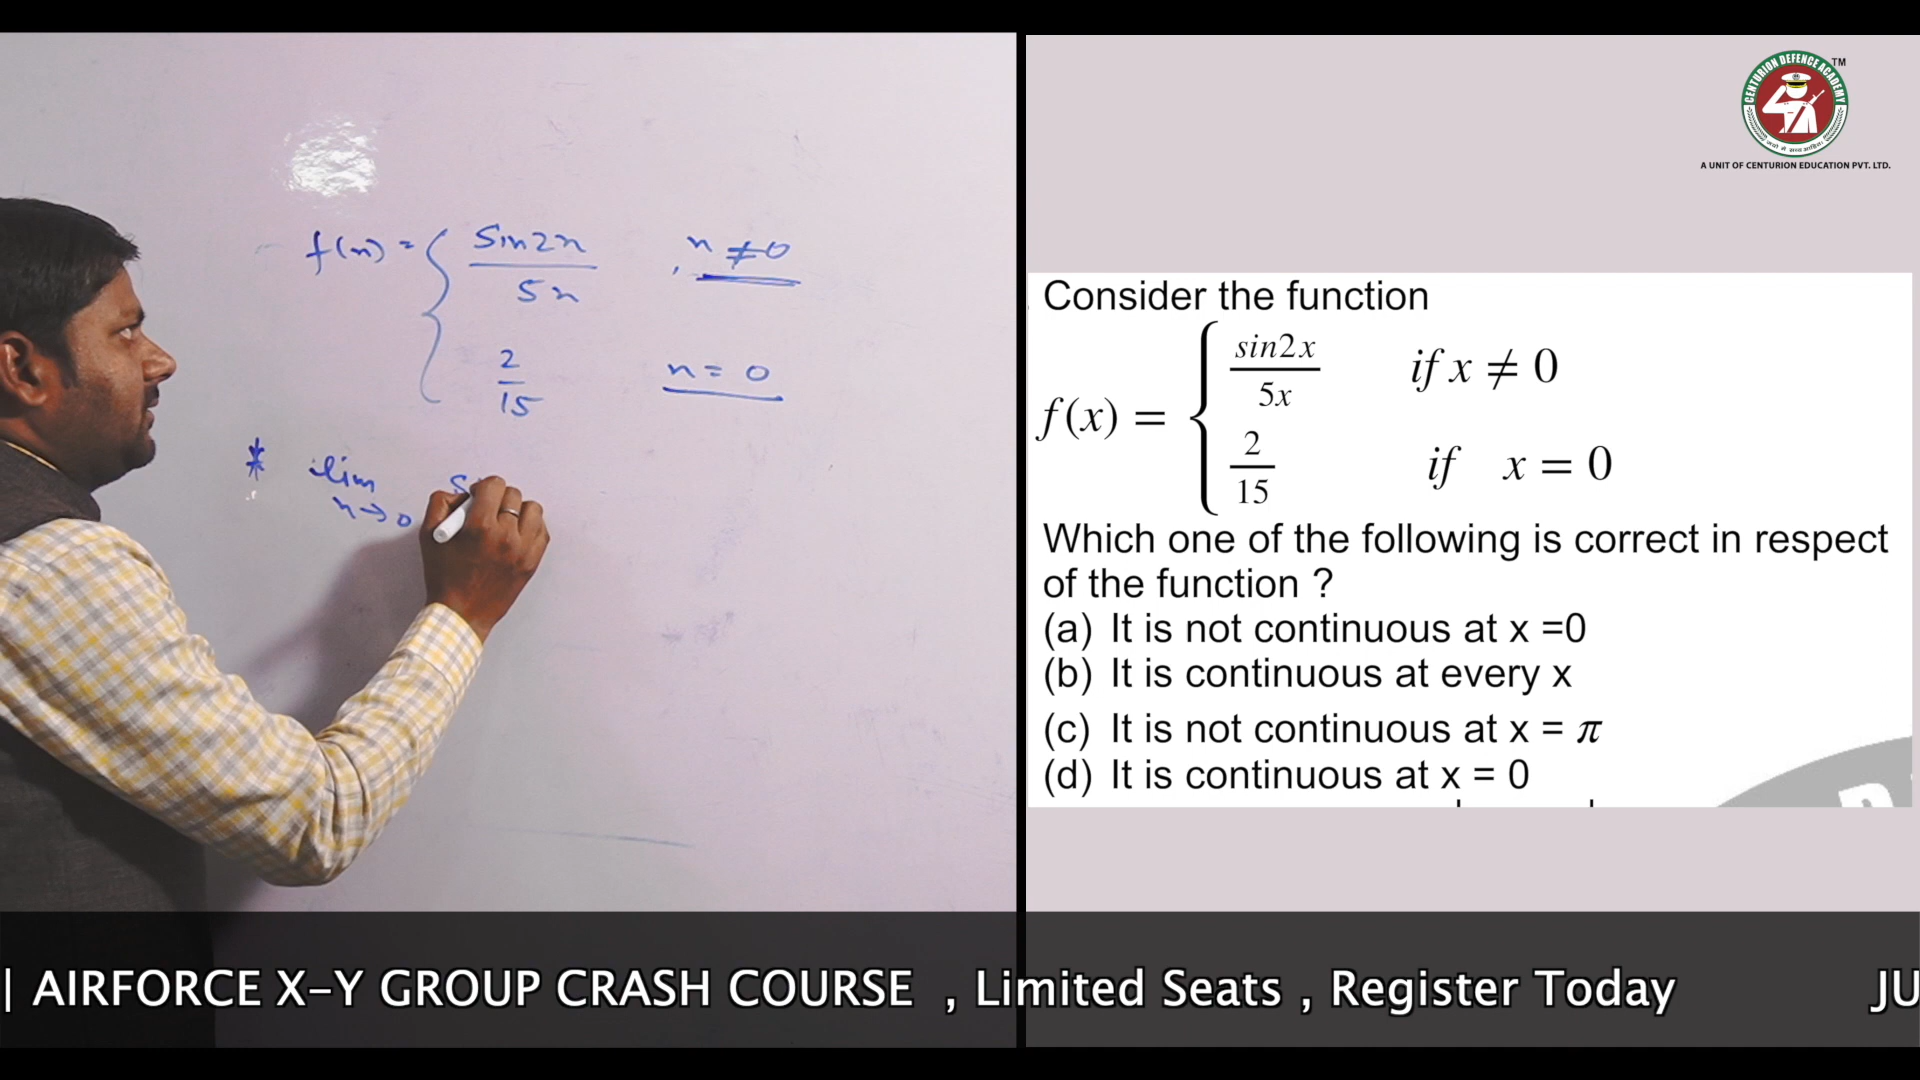 f(x) = { sin2x / 5x , x ≠ 0
2/15 x = 0
* lim x→0
CENTURION DEFENCE ACADEMY
TM
A UNIT OF CENTURION EDUCATION PVT. LTD.
Consider the function
f(x) = { sin2x / 5x if x ≠ 0
2/15 if x = 0
Which one of the following is correct in respect
of the function ?
(a) It is not continuous at x =0
(b) It is continuous at every x
(c) It is not continuous at x = π
(d) It is continuous at x = 0
| AIRFORCE X-Y GROUP CRASH COURSE , Limited Seats , Register Today JU